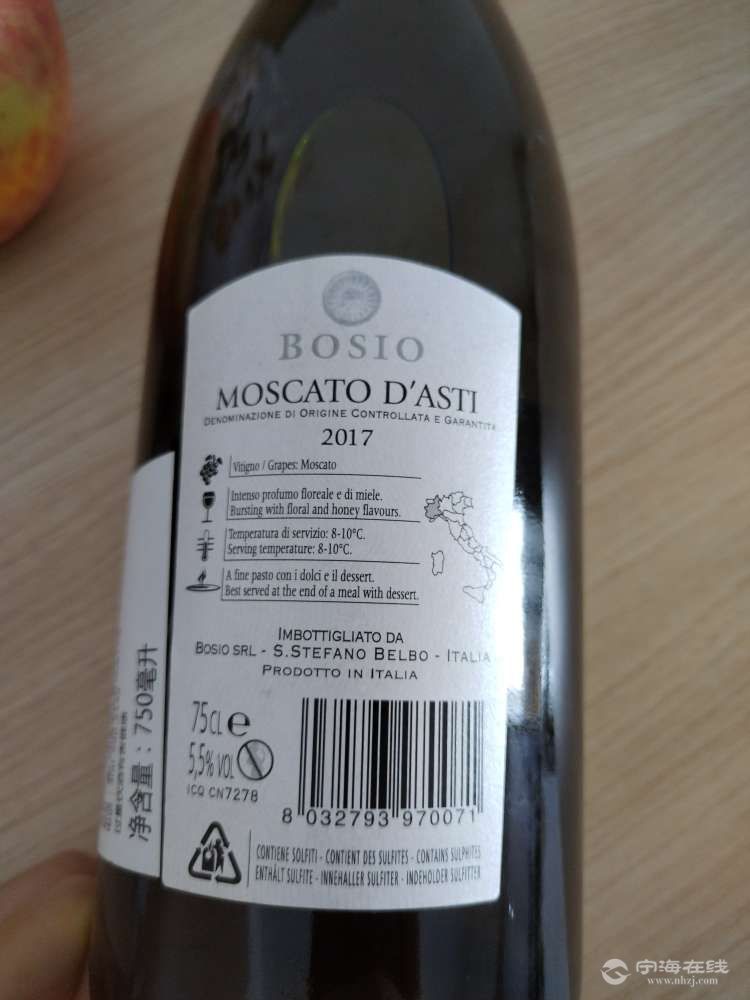 BOSIO
MOSCATO D'ASTI
DENOMINAZIONE DI ORIGINE CONTROLLATA E GARANTITA
2017
Vitigno / Grapes: Moscato
Intenso profumo floreale e di miele.
Bursting with floral and honey flavours.
Temperatura di servizio: 8-10°C.
Serving temperature: 8-10°C.
A fine pasto con i dolci e il dessert.
Best served at the end of a meal with dessert.
IMBOTTIGLIATO DA
BOSIO SRL - S.STEFANO BELBO - ITALIA
PRODOTTO IN ITALIA
75CL e
5,5% VOL
ICQ CN7278
8 032793 970071
CONTIENE SOLFITI - CONTIENT DES SULFITES - CONTAINS SULPHITES
ENTHÄLT SULFITE - INNEHALLER SULFITER - INDEHOLDER SULFITTER
净含量：750毫升
宁海在线
www.nhzj.com